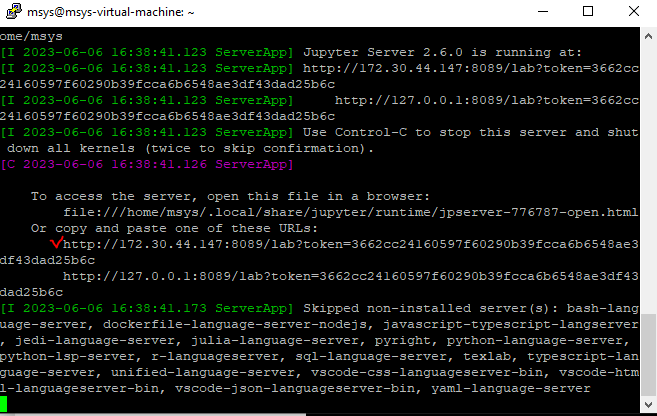 msys@msys-virtual-machine: ~
ome/msys
[I 2023-06-06 16:38:41.123 ServerApp] Jupyter Server 2.6.0 is running at:
[I 2023-06-06 16:38:41.123 ServerApp] http://172.30.44.147:8089/lab?token=3662cc
24160597f60290b39fcca6b6548ae3df43dad25b6c
[I 2023-06-06 16:38:41.123 ServerApp]     http://127.0.0.1:8089/lab?token=3662cc
24160597f60290b39fcca6b6548ae3df43dad25b6c
[I 2023-06-06 16:38:41.123 ServerApp] Use Control-C to stop this server and shut
 down all kernels (twice to skip confirmation).
[C 2023-06-06 16:38:41.126 ServerApp]
    To access the server, open this file in a browser:
        file:///home/msys/.local/share/jupyter/runtime/jpserver-776787-open.html
    Or copy and paste one of these URLs:
        http://172.30.44.147:8089/lab?token=3662cc24160597f60290b39fcca6b6548ae3
df43dad25b6c
        http://127.0.0.1:8089/lab?token=3662cc24160597f60290b39fcca6b6548ae3df43
dad25b6c
[I 2023-06-06 16:38:41.173 ServerApp] Skipped non-installed server(s): bash-lang
uage-server, dockerfile-language-server-nodejs, javascript-typescript-langserver
, jedi-language-server, julia-language-server, pyright, python-language-server,
python-lsp-server, r-languageserver, sql-language-server, texlab, typescript-lan
guage-server, unified-language-server, vscode-css-languageserver-bin, vscode-htm
l-languageserver-bin, vscode-json-languageserver-bin, yaml-language-server